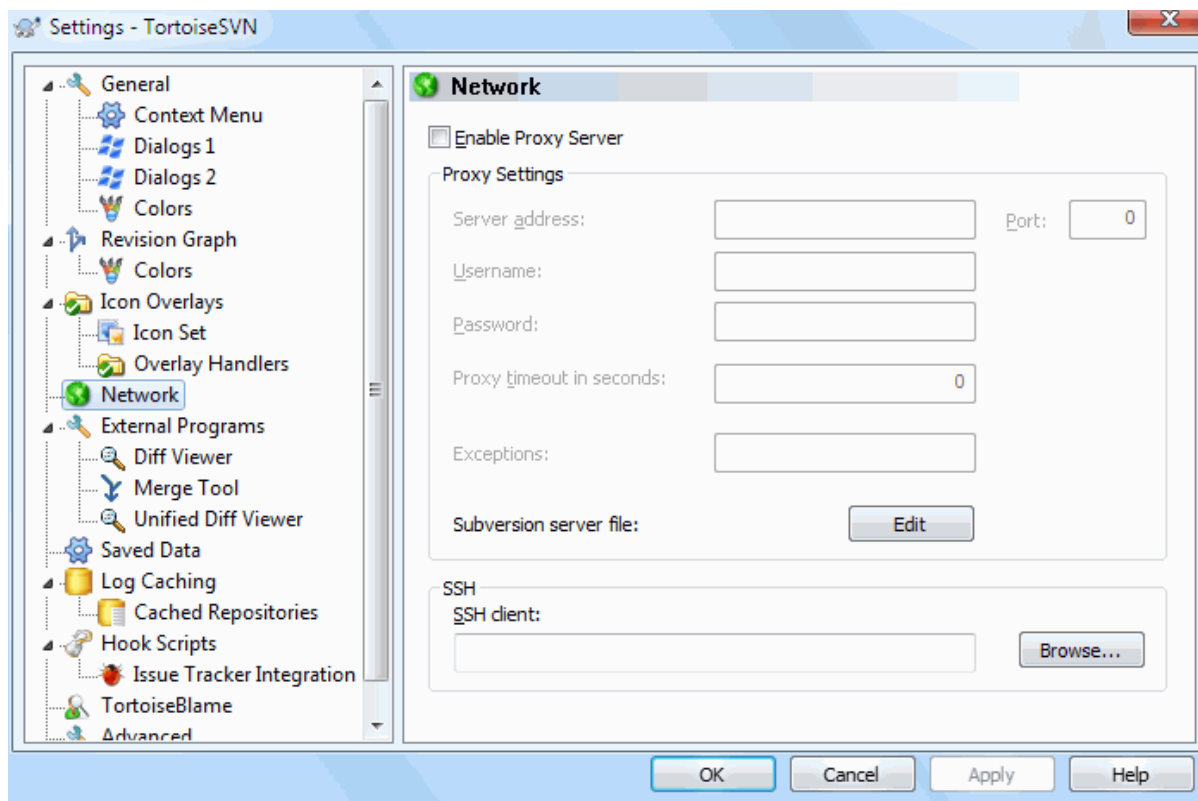 Settings - TortoiseSVN
General
Context Menu
Dialogs 1
Dialogs 2
Colors
Revision Graph
Colors
Icon Overlays
Icon Set
Overlay Handlers
Network
External Programs
Diff Viewer
Merge Tool
Unified Diff Viewer
Saved Data
Log Caching
Cached Repositories
Hook Scripts
Issue Tracker Integration
TortoiseBlame
Advanced
Network
Enable Proxy Server
Proxy Settings
Server address: Port: 0
Username:
Password:
Proxy timeout in seconds: 0
Exceptions:
Subversion server file: Edit
SSH
SSH client:
Browse...
OK Cancel Apply Help